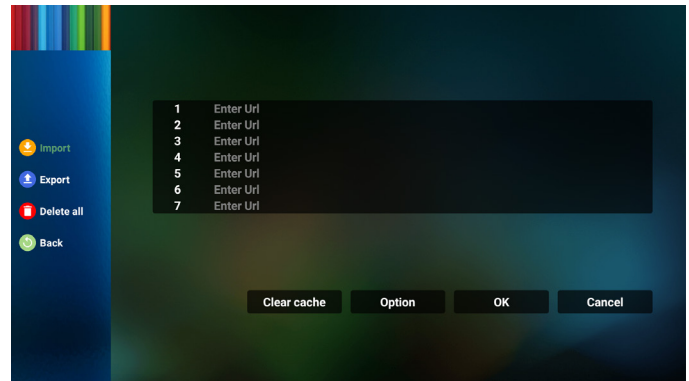 Import
Export
Delete all
Back
1 Enter Url
2 Enter Url
3 Enter Url
4 Enter Url
5 Enter Url
6 Enter Url
7 Enter Url
Clear cache Option OK Cancel